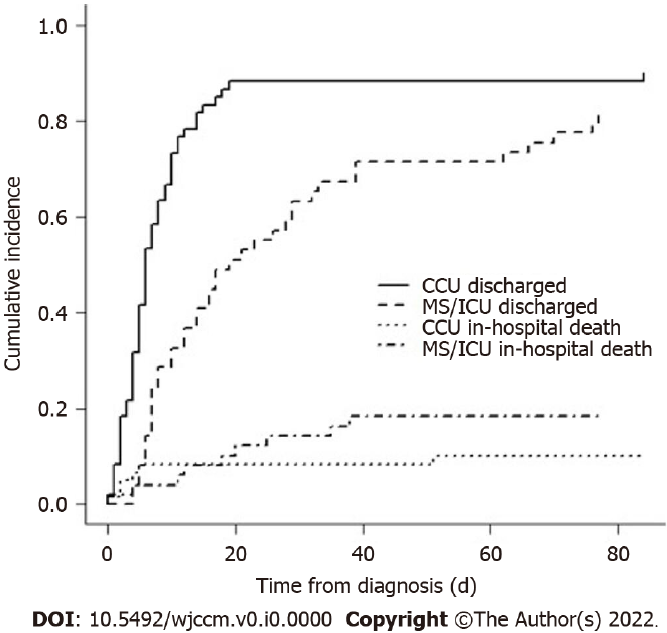 1.0
0.8
0.6
0.4
0.2
0.0
Cumulative incidence
CCU discharged
MS/ICU discharged
CCU in-hospital death
MS/ICU in-hospital death
0 20 40 60 80
Time from diagnosis (d)
DOI: 10.5492/wjccm.v0.i0.0000 Copyright ©The Author(s) 2022.